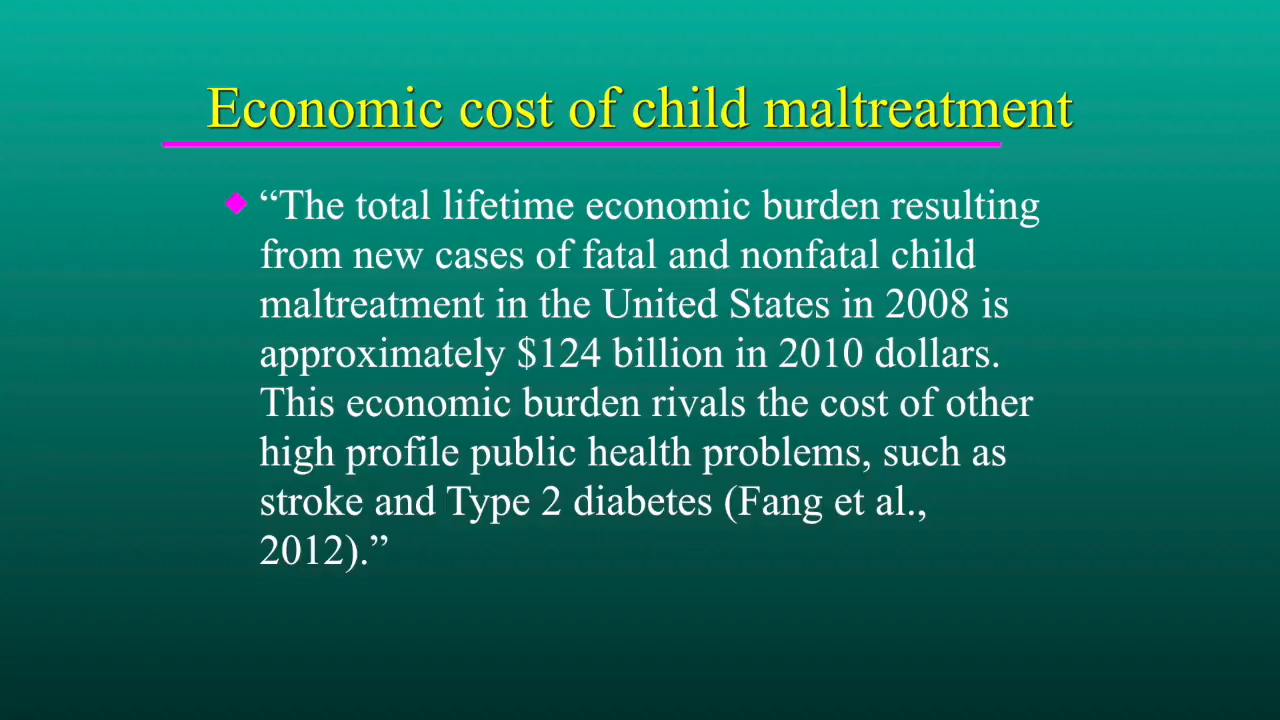 Economic cost of child maltreatment
“The total lifetime economic burden resulting
from new cases of fatal and nonfatal child
maltreatment in the United States in 2008 is
approximately $124 billion in 2010 dollars.
This economic burden rivals the cost of other
high profile public health problems, such as
stroke and Type 2 diabetes (Fang et al.,
2012).”